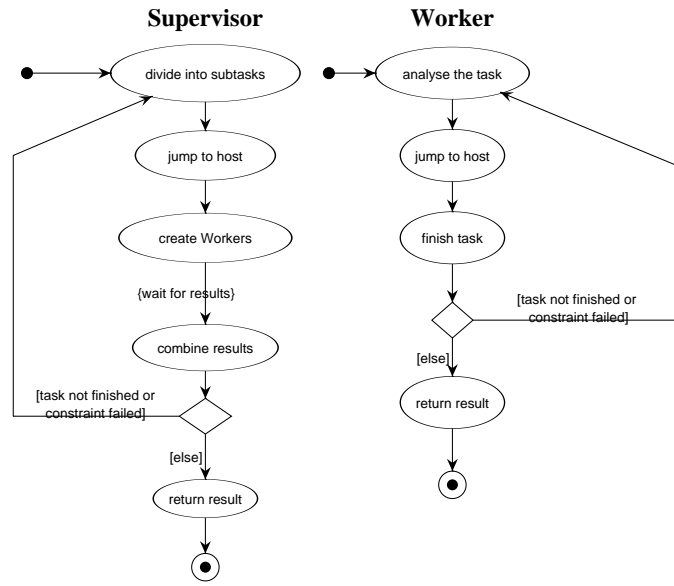 Supervisor
divide into subtasks
jump to host
create Workers
{wait for results}
combine results
[task not finished or
constraint failed]
[else]
return result
Worker
analyse the task
jump to host
finish task
[task not finished or
constraint failed]
[else]
return result